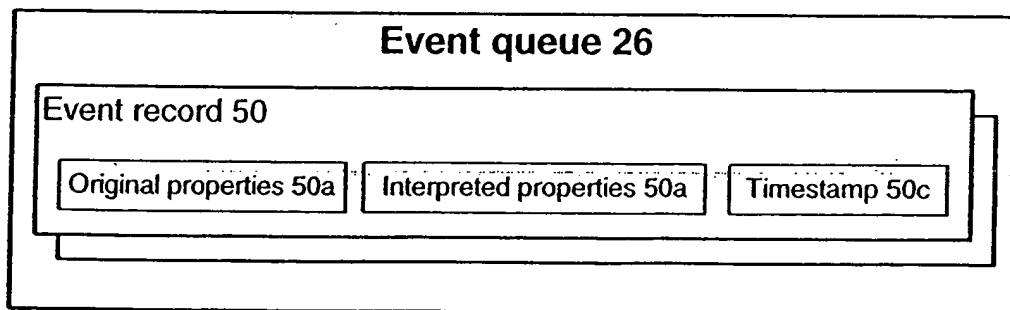 Event queue 26
Event record 50
Original properties 50a
Interpreted properties 50a
Timestamp 50c